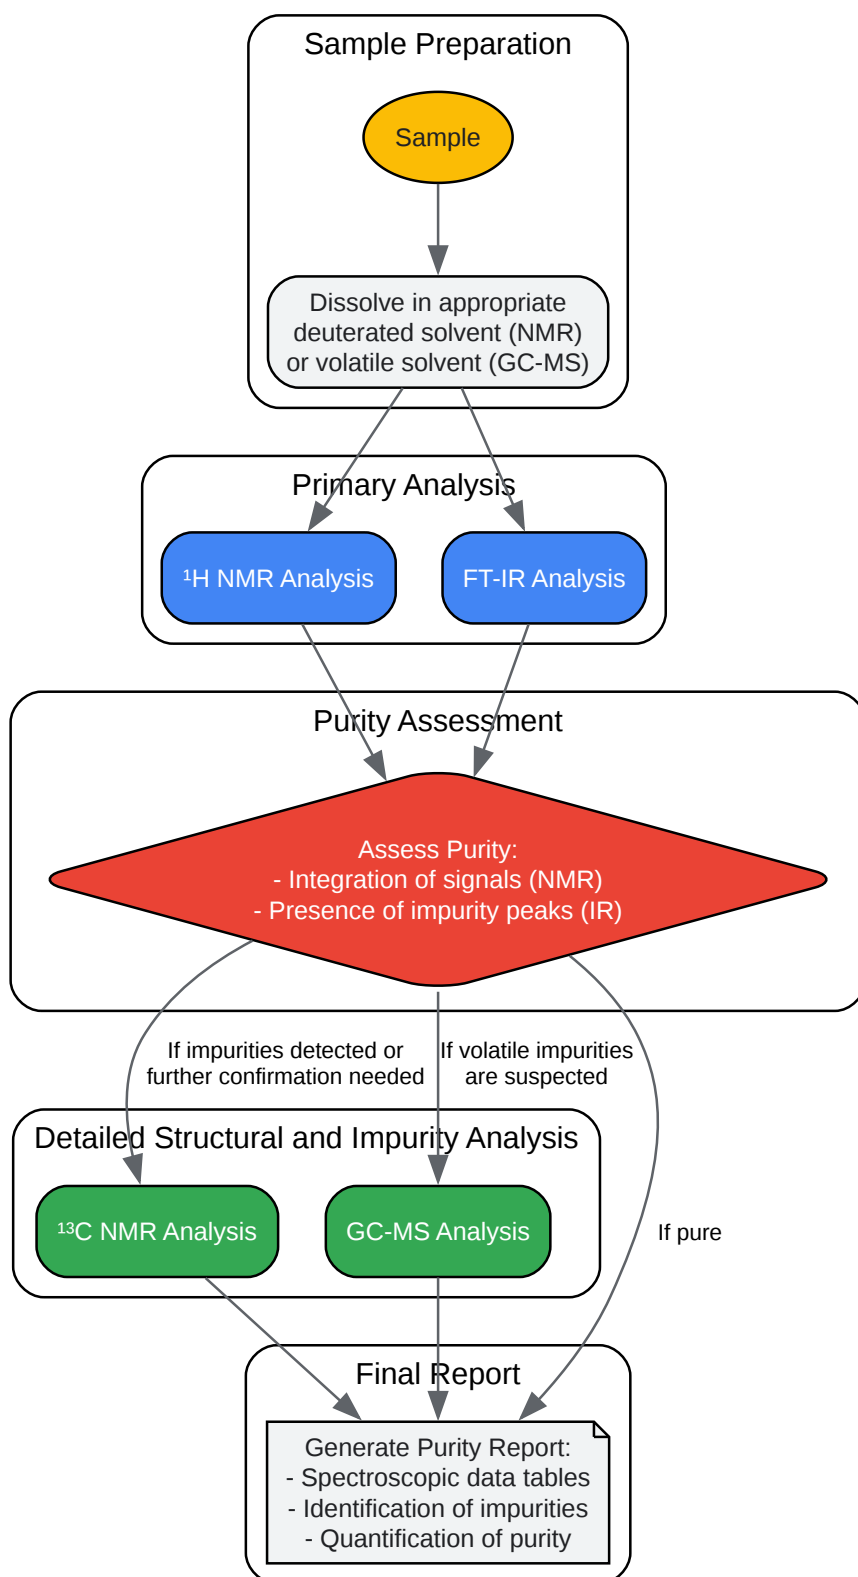 Sample Preparation
Sample
Dissolve in appropriate
deuterated solvent (NMR)
or volatile solvent (GC-MS)
Primary Analysis
¹H NMR Analysis
FT-IR Analysis
Purity Assessment
Assess Purity:
- Integration of signals (NMR)
- Presence of impurity peaks (IR)
If impurities detected or
further confirmation needed
If volatile impurities
are suspected
Detailed Structural and Impurity Analysis
¹³C NMR Analysis
GC-MS Analysis
If pure
Final Report
Generate Purity Report:
- Spectroscopic data tables
- Identification of impurities
- Quantification of purity